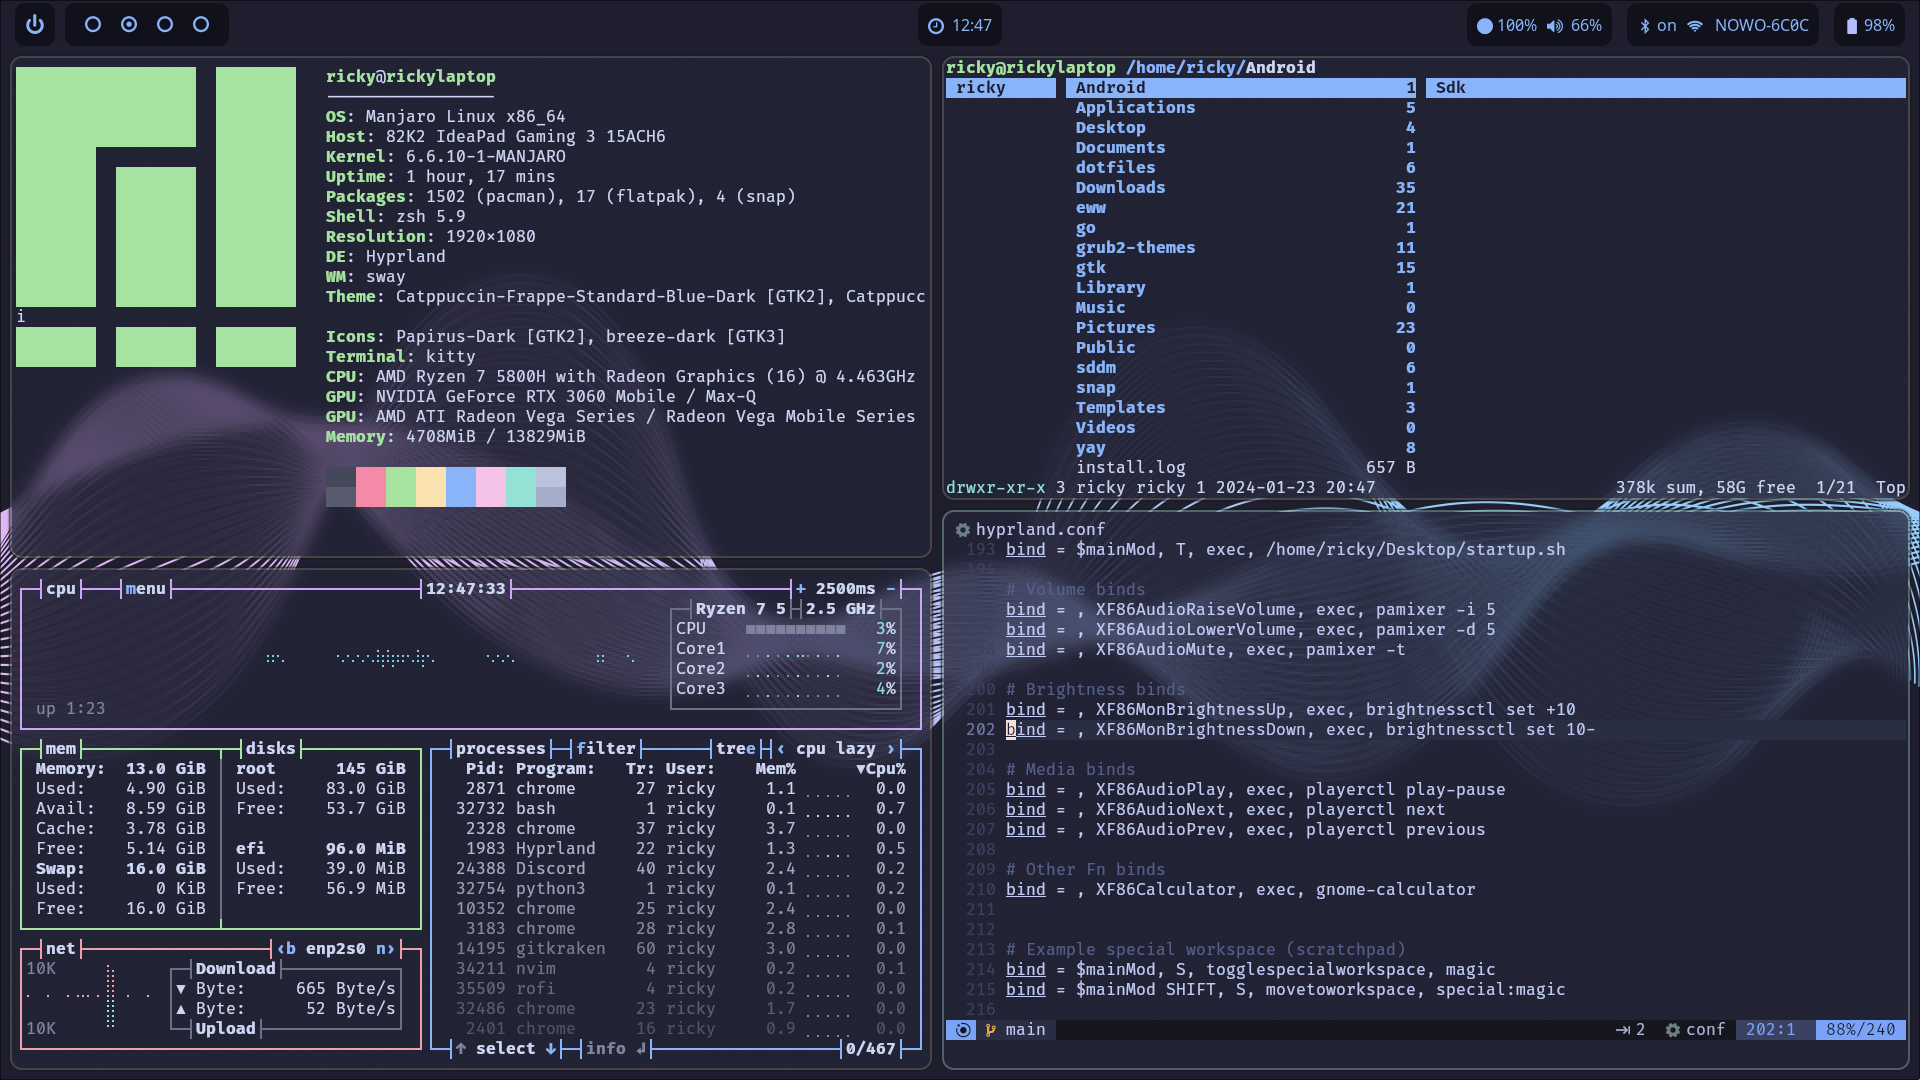 12:47
100% 66%
on NOWO-6C0C
98%
ricky@rickylaptop
OS: Manjaro Linux x86_64
Host: 82K2 IdeaPad Gaming 3 15ACH6
Kernel: 6.6.10-1-MANJARO
Uptime: 1 hour, 17 mins
Packages: 1502 (pacman), 17 (flatpak), 4 (snap)
Shell: zsh 5.9
Resolution: 1920×1080
DE: Hyprland
WM: sway
Theme: Catppuccin-Frappe-Standard-Blue-Dark [GTK2], Catppucc
i
Icons: Papirus-Dark [GTK2], breeze-dark [GTK3]
Terminal: kitty
CPU: AMD Ryzen 7 5800H with Radeon Graphics (16) @ 4.463GHz
GPU: NVIDIA GeForce RTX 3060 Mobile / Max-Q
GPU: AMD ATI Radeon Vega Series / Radeon Vega Mobile Series
Memory: 4708MiB / 13829MiB
ricky@rickylaptop /home/ricky/Android
ricky Android 1 Sdk
Applications 5
Desktop 4
Documents 1
dotfiles 6
Downloads 35
eww 21
go 1
grub2-themes 11
gtk 15
Library 1
Music 0
Pictures 23
Public 0
sddm 6
snap 1
Templates 3
Videos 0
yay 8
install.log 657 B
drwxr-xr-x 3 ricky ricky 1 2024-01-23 20:47 378k sum, 58G free 1/21 Top
cpu menu 12:47:33 + 2500ms -
Ryzen 7 5 2.5 GHz
CPU 3%
Core1 7%
Core2 2%
Core3 4%
up 1:23
mem disks
Memory: 13.0 GiB root 145 GiB
Used: 4.90 GiB Used: 83.0 GiB
Avail: 8.59 GiB Free: 53.7 GiB
Cache: 3.78 GiB
Free: 5.14 GiB efi 96.0 MiB
Swap: 16.0 GiB Used: 39.0 MiB
Used: 0 KiB Free: 56.9 MiB
Free: 16.0 GiB
net ‹b enp2s0 n›
10K Download
▼ Byte: 665 Byte/s
▲ Byte: 52 Byte/s
10K Upload
processes filter tree ‹ cpu lazy ›
Pid: Program: Tr: User: Mem% ▼Cpu%
2871 chrome 27 ricky 1.1 0.0
32732 bash 1 ricky 0.1 0.7
2328 chrome 37 ricky 3.7 0.0
1983 Hyprland 22 ricky 1.3 0.5
24388 Discord 40 ricky 2.4 0.2
32754 python3 1 ricky 0.1 0.2
10352 chrome 25 ricky 2.4 0.0
3183 chrome 28 ricky 2.8 0.1
14195 gitkraken 60 ricky 3.0 0.0
34211 nvim 4 ricky 0.2 0.1
35509 rofi 4 ricky 0.2 0.0
32486 chrome 23 ricky 1.7 0.0
2401 chrome 16 ricky 0.9 0.0
↑ select ↓ info ↲ 0/467
hyprland.conf
193 bind = $mainMod, T, exec, /home/ricky/Desktop/startup.sh
194
# Volume binds
bind = , XF86AudioRaiseVolume, exec, pamixer -i 5
bind = , XF86AudioLowerVolume, exec, pamixer -d 5
bind = , XF86AudioMute, exec, pamixer -t
200 # Brightness binds
201 bind = , XF86MonBrightnessUp, exec, brightnessctl set +10
202 bind = , XF86MonBrightnessDown, exec, brightnessctl set 10-
203
204 # Media binds
205 bind = , XF86AudioPlay, exec, playerctl play-pause
206 bind = , XF86AudioNext, exec, playerctl next
207 bind = , XF86AudioPrev, exec, playerctl previous
208
209 # Other Fn binds
210 bind = , XF86Calculator, exec, gnome-calculator
211
212
213 # Example special workspace (scratchpad)
214 bind = $mainMod, S, togglespecialworkspace, magic
215 bind = $mainMod SHIFT, S, movetoworkspace, special:magic
216
main 2 conf 202:1 88%/240